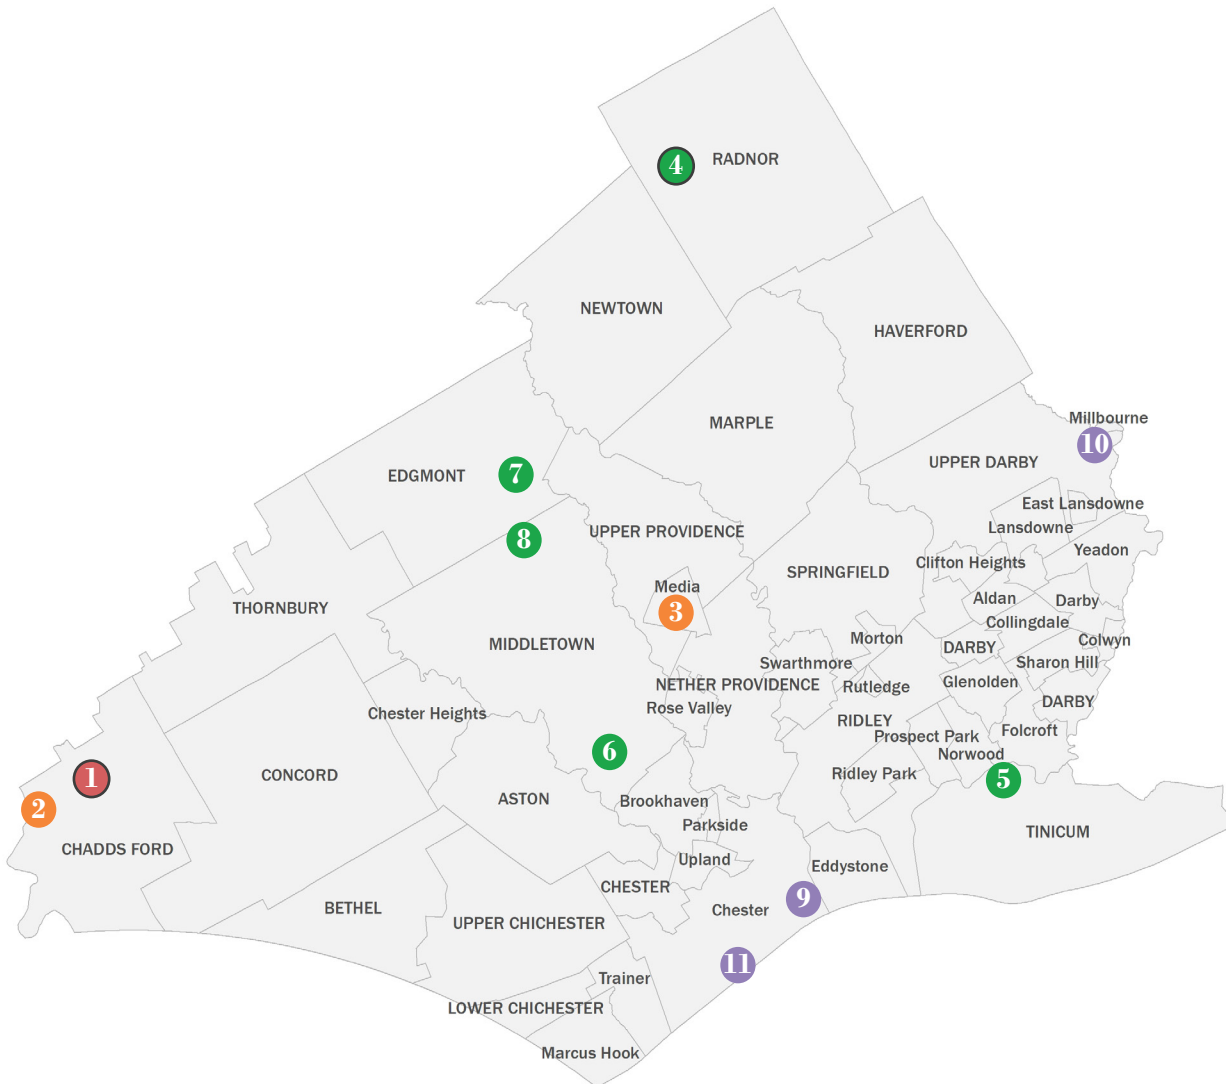 4
RADNOR
NEWTOWN
HAVERFORD
MARPLE
Millbourne
10
UPPER DARBY
EDGMONT
7
8
UPPER PROVIDENCE
East Lansdowne
Lansdowne
Yeadon
Clifton Heights
SPRINGFIELD
Media
3
THORNBURY
Aldan
Darby
Collingdale
MIDDLETOWN
Morton
DARBY
Colwyn
Swarthmore
Sharon Hill
NETHER PROVIDENCE
Rutledge
Glenolden
Rose Valley
DARBY
Chester Heights
RIDLEY
Prospect Park
Folcroft
6
Norwood
1
CONCORD
Ridley Park
5
2
ASTON
Brookhaven
Parkside
TINICUM
CHADDS FORD
Upland
Eddystone
CHESTER
9
BETHEL
Chester
UPPER CHICHESTER
11
Trainer
LOWER CHICHESTER
Marcus Hook